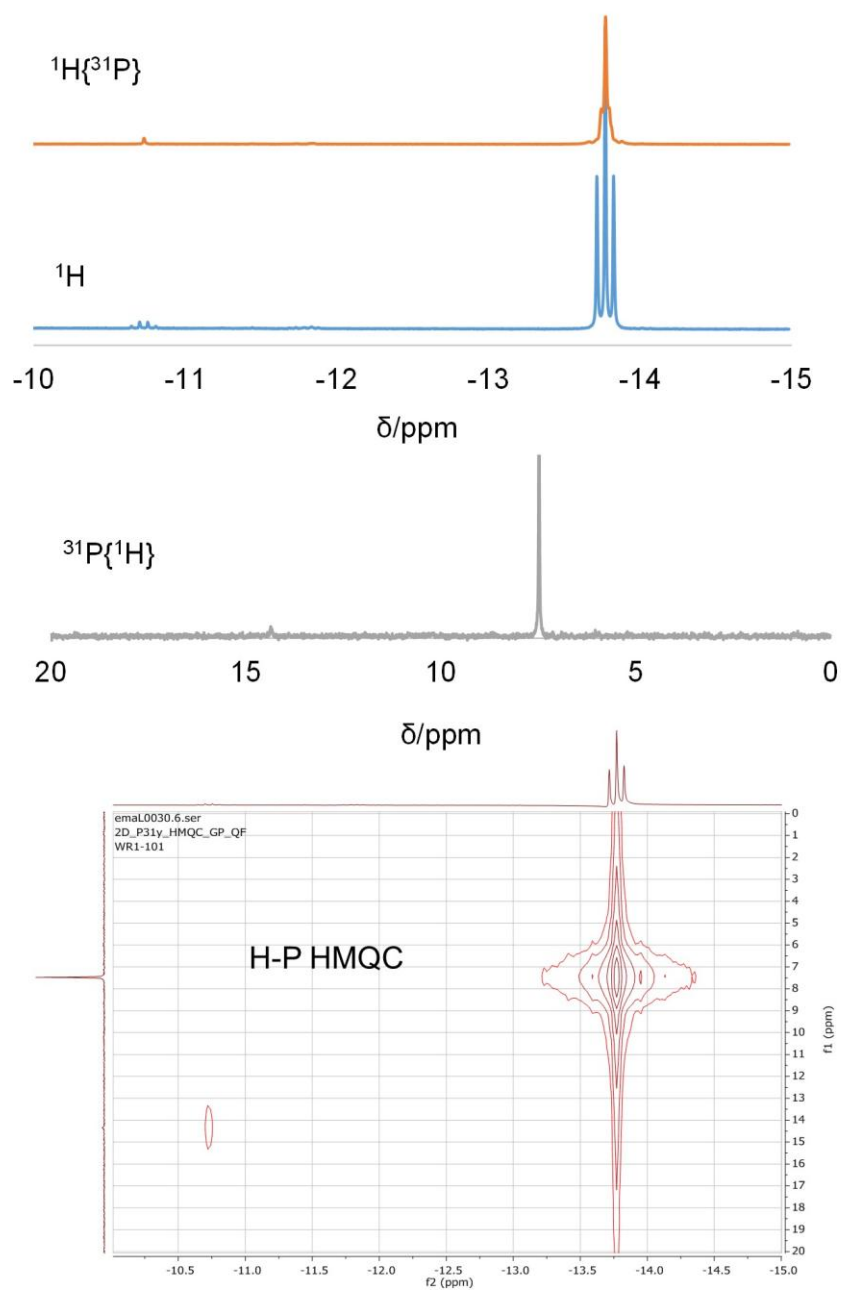 ¹H{³¹P}
¹H
-10 -11 -12 -13 -14 -15
δ/ppm
³¹P{¹H}
20 15 10 5 0
δ/ppm
emaL0030.6.ser
2D_P31y_HMQC_GP_QF
WR1-101
H-P HMQC
0
1
2
3
4
5
6
7
8
9
10
11
12
13
14
15
16
17
18
19
20
f1 (ppm)
-10.5 -11.0 -11.5 -12.0 -12.5 -13.0 -13.5 -14.0 -14.5 -15.0
f2 (ppm)